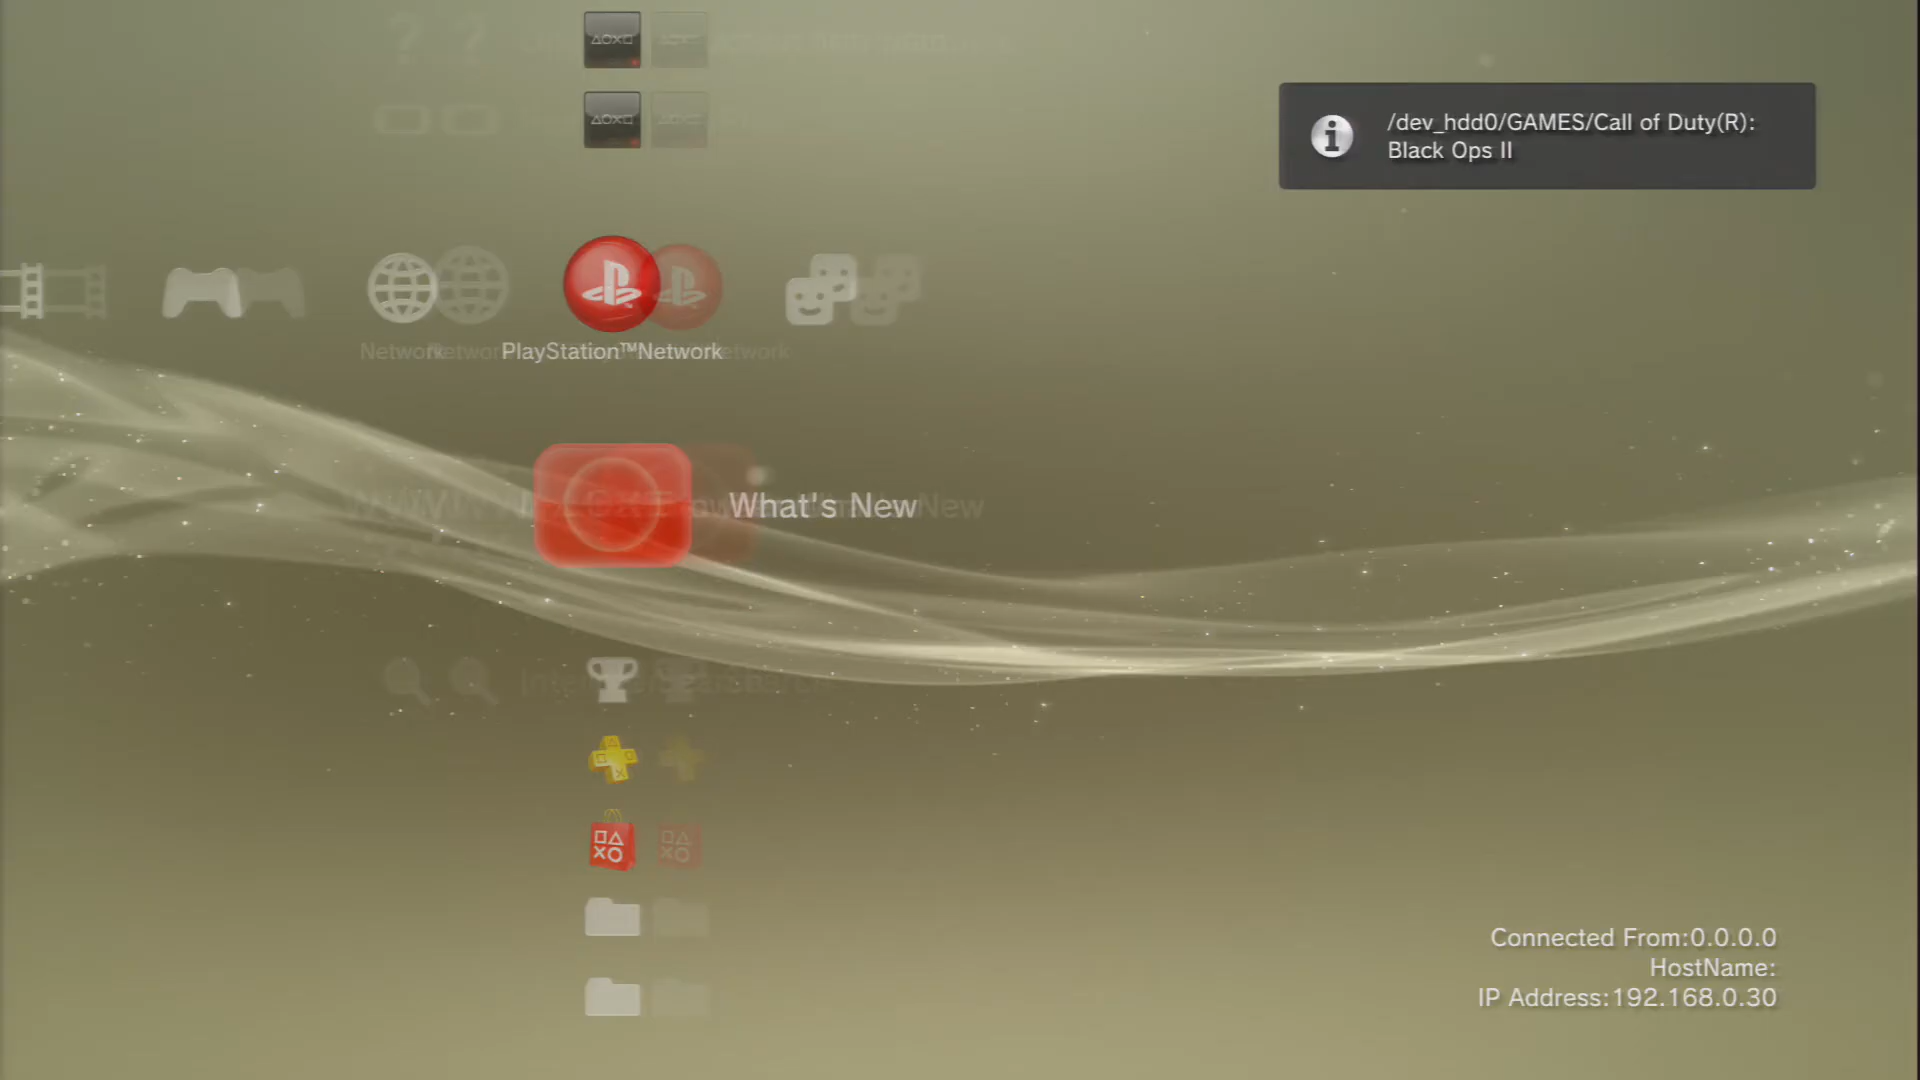 /dev_hdd0/GAMES/Call of Duty(R):
Black Ops II
Network
PlayStation™Network
What's New
Connected From:0.0.0.0
HostName:
IP Address:192.168.0.30